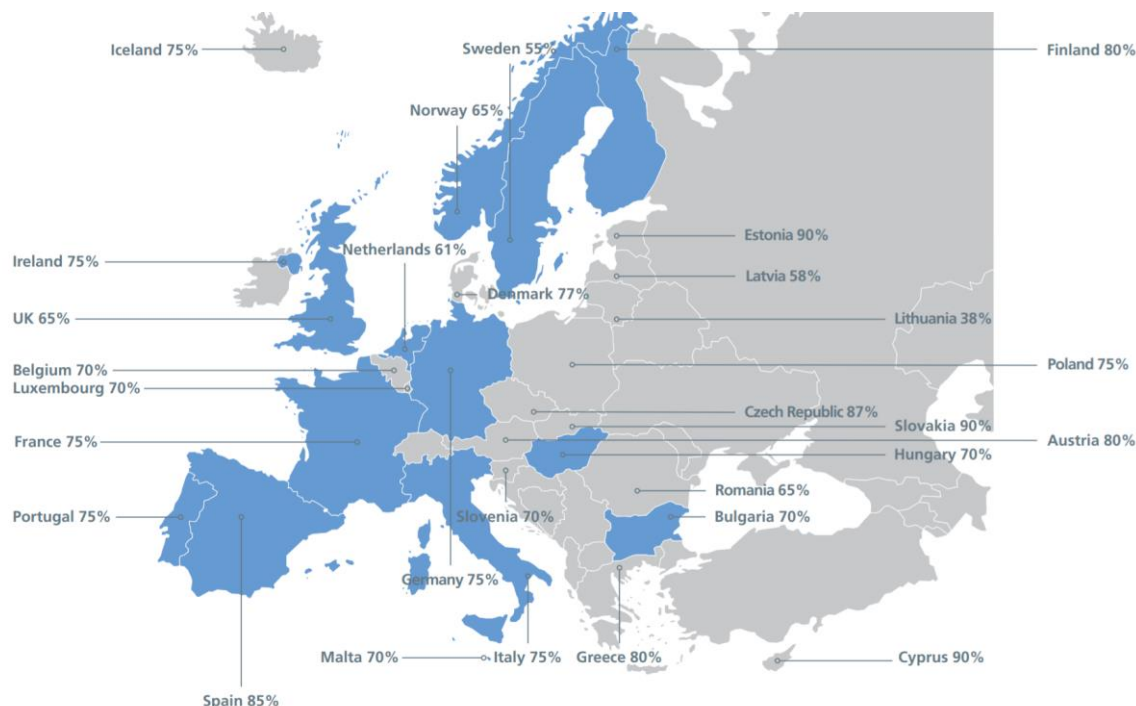 Iceland 75%
Sweden 55%
Finland 80%
Norway 65%
Estonia 90%
Netherlands 61%
Ireland 75%
Latvia 58%
Denmark 77%
UK 65%
Lithuania 38%
Poland 75%
Belgium 70%
Luxembourg 70%
Czech Republic 87%
Slovakia 90%
France 75%
Austria 80%
Hungary 70%
Romania 65%
Portugal 75%
Slovenia 70%
Bulgaria 70%
Germany 75%
Malta 70%
Italy 75%
Greece 80%
Cyprus 90%
Spain 85%